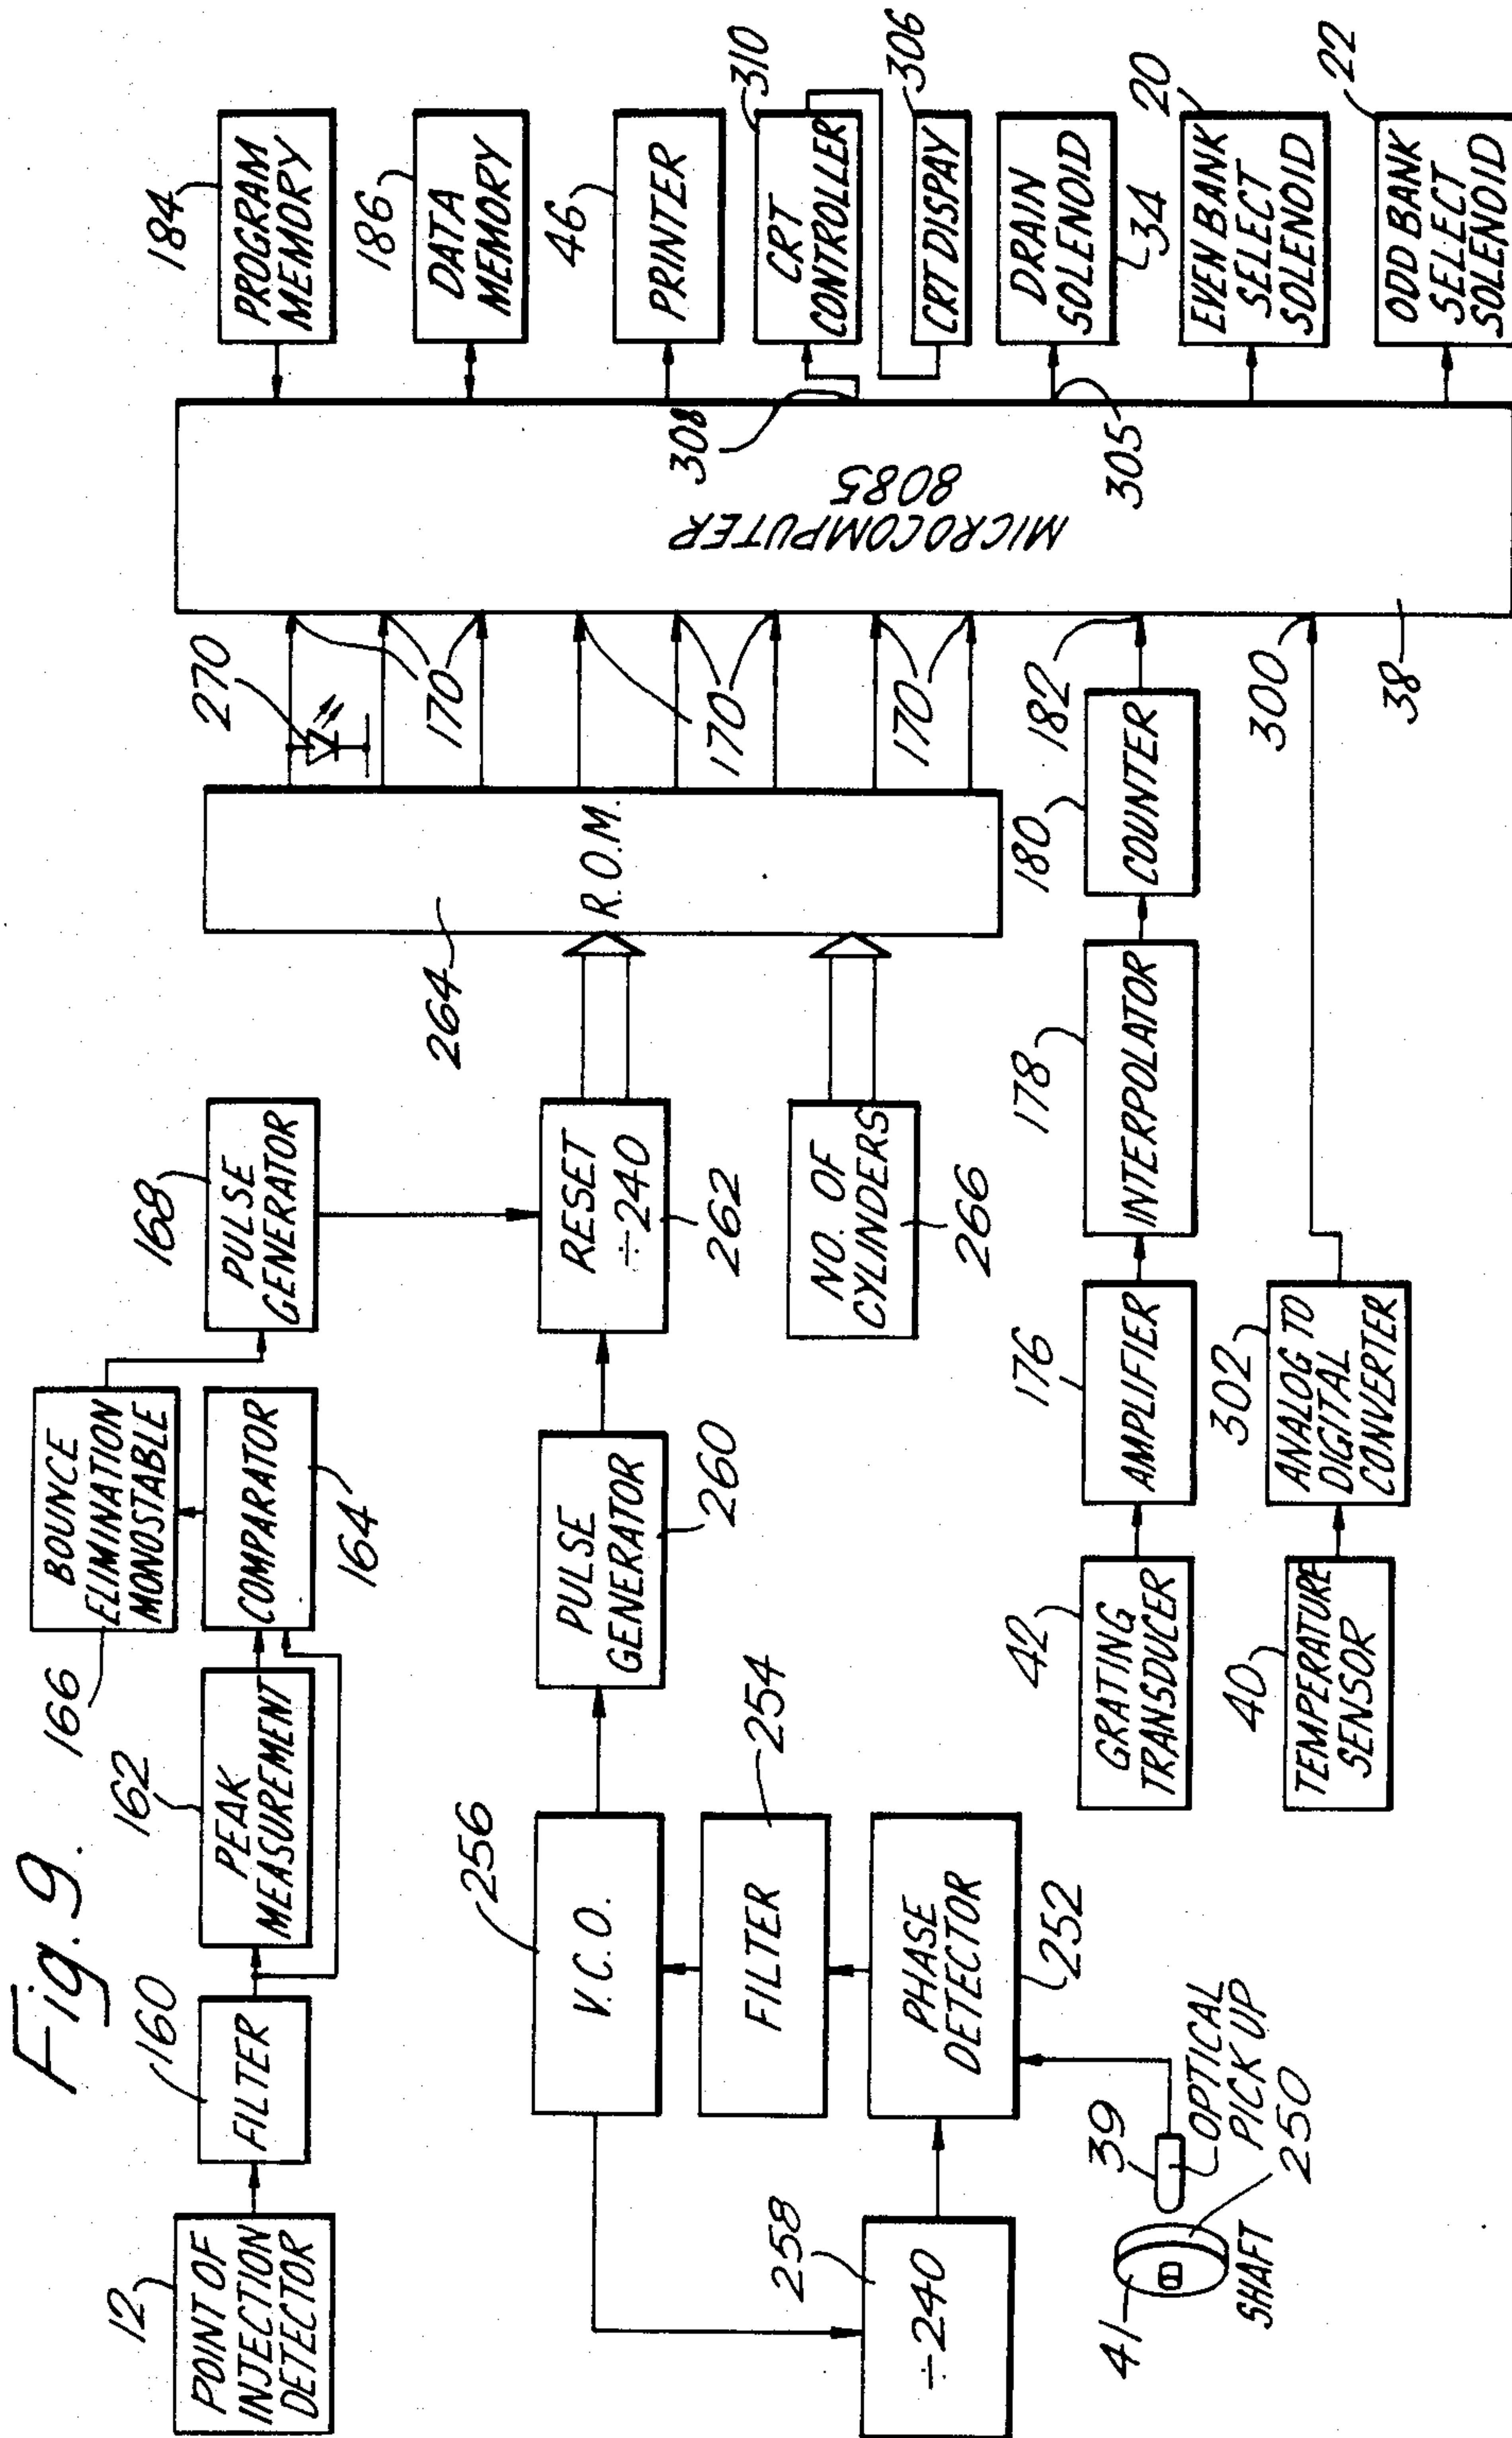 Fig. 9.
12
POINT OF
INJECTION
DETECTOR
160
FILTER
162
PEAK
MEASUREMENT
166
BOUNCE
ELIMINATION
MONOSTABLE
COMPARATOR
164
168
PULSE
GENERATOR
256
V.C.O.
254
FILTER
PHASE
DETECTOR
252
258
÷240
39
OPTICAL
PICK UP
250
41
SHAFT
PULSE
GENERATOR
260
RESET
÷240
262
NO. OF
CYLINDERS
266
264
R.O.M.
270
170
170
170
170
42
GRATING
TRANSDUCER
176
AMPLIFIER
178
INTERPOLATOR
180
COUNTER
182
40
TEMPERATURE
SENSOR
302
ANALOG TO
DIGITAL
CONVERTER
300
38
MICROCOMPUTER
8085
184
PROGRAM
MEMORY
186
DATA
MEMORY
46
PRINTER
308
310
CRT
CONTROLLER
306
CRT DISPAY
305
DRAIN
SOLENOID
34
20
EVEN BANK
SELECT
SOLENOID
22
ODD BANK
SELECT
SOLENOID